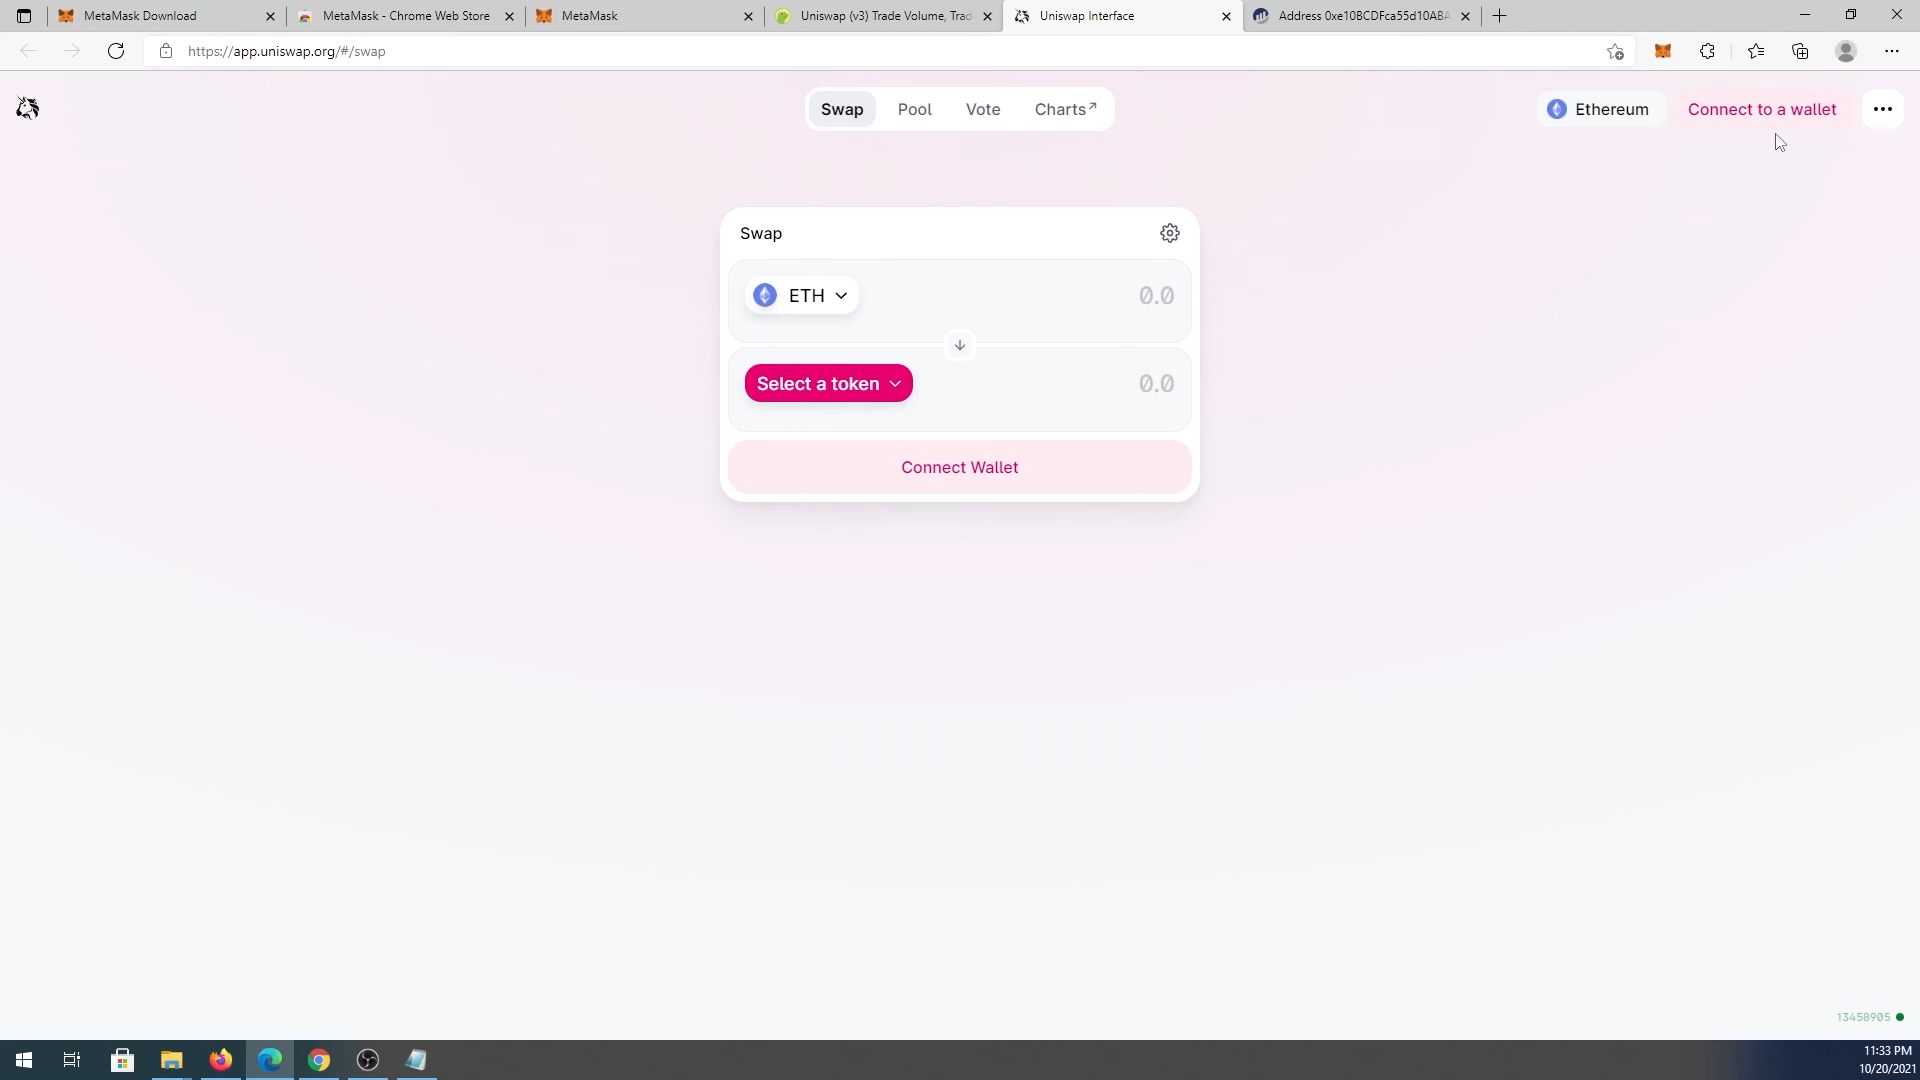 MetaMask Download
MetaMask - Chrome Web Store
MetaMask
Uniswap (v3) Trade Volume, Trad
Uniswap Interface
Address 0xe10BCDFca55d10ABA
https://app.uniswap.org/#/swap
Swap
Pool
Vote
Charts↗
Ethereum
Connect to a wallet
Swap
ETH
0.0
Select a token
0.0
Connect Wallet
13458905
11:33 PM
10/20/2021